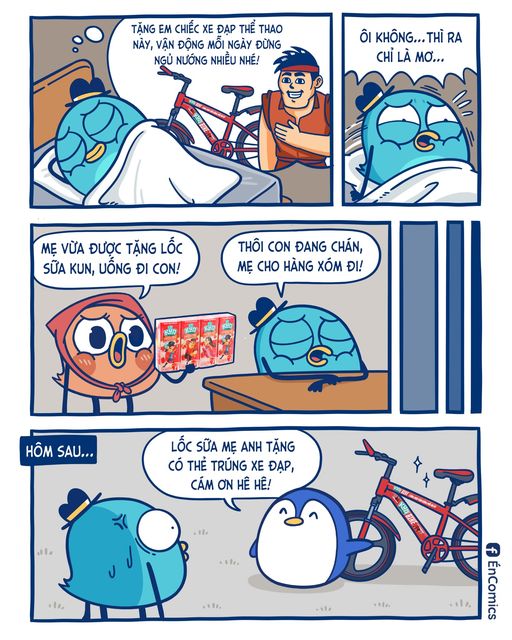 TẶNG EM CHIẾC XE ĐẠP THỂ THAO
NÀY, VẬN ĐỘNG MỖI NGÀY ĐỪNG
NGỦ NƯỚNG NHIỀU NHÉ!
ÔI KHÔNG...THÌ RA
CHỈ LÀ MƠ...
MẸ VỪA ĐƯỢC TẶNG LỐC
SỮA KUN, UỐNG ĐI CON!
THÔI CON ĐANG CHÁN,
MẸ CHO HÀNG XÓM ĐI!
HÔM SAU...
LỐC SỮA MẸ ANH TẶNG
CÓ THẺ TRÚNG XE ĐẠP,
CÁM ƠN HÊ HÊ!
ÉnComics